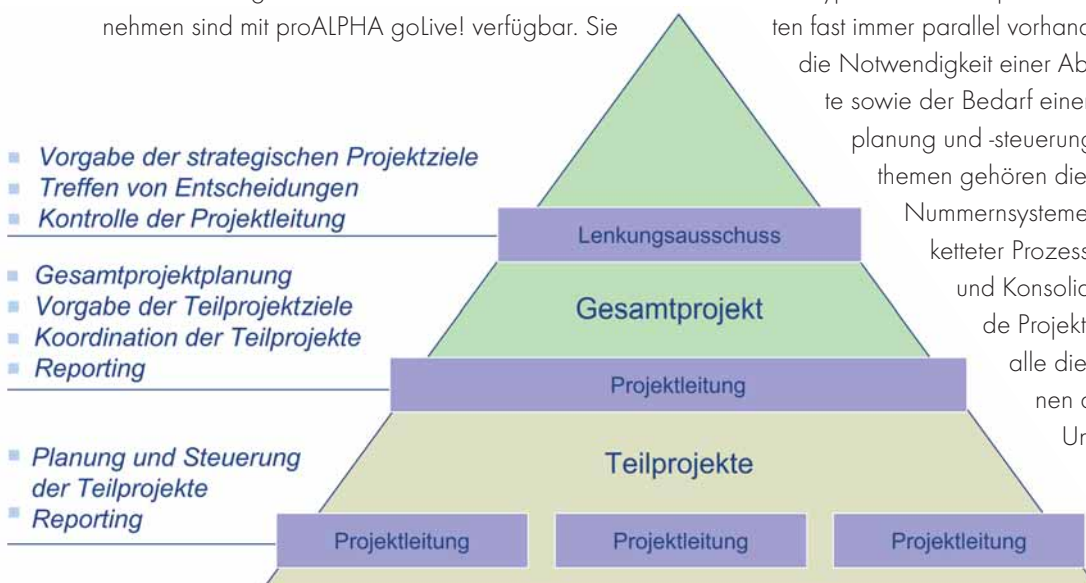 nehmen sind mit proALPHA goLive! verfügbar. Sie
Vorgabe der strategischen Projektziele
Treffen von Entscheidungen
Kontrolle der Projektleitung
Lenkungsausschuss
Gesamtprojektplanung
Vorgabe der Teilprojektziele
Koordination der Teilprojekte
Reporting
Gesamtprojekt
Projektleitung
Planung und Steuerung
der Teilprojekte
Reporting
Teilprojekte
Projektleitung
Projektleitung
Projektleitung
ten fast immer parallel vorhand
die Notwendigkeit einer Ab
te sowie der Bedarf einer
planung und -steuerung
themen gehören die
Nummernsysteme
ketteter Prozess
und Konsolid
de Projekt
alle die
nen